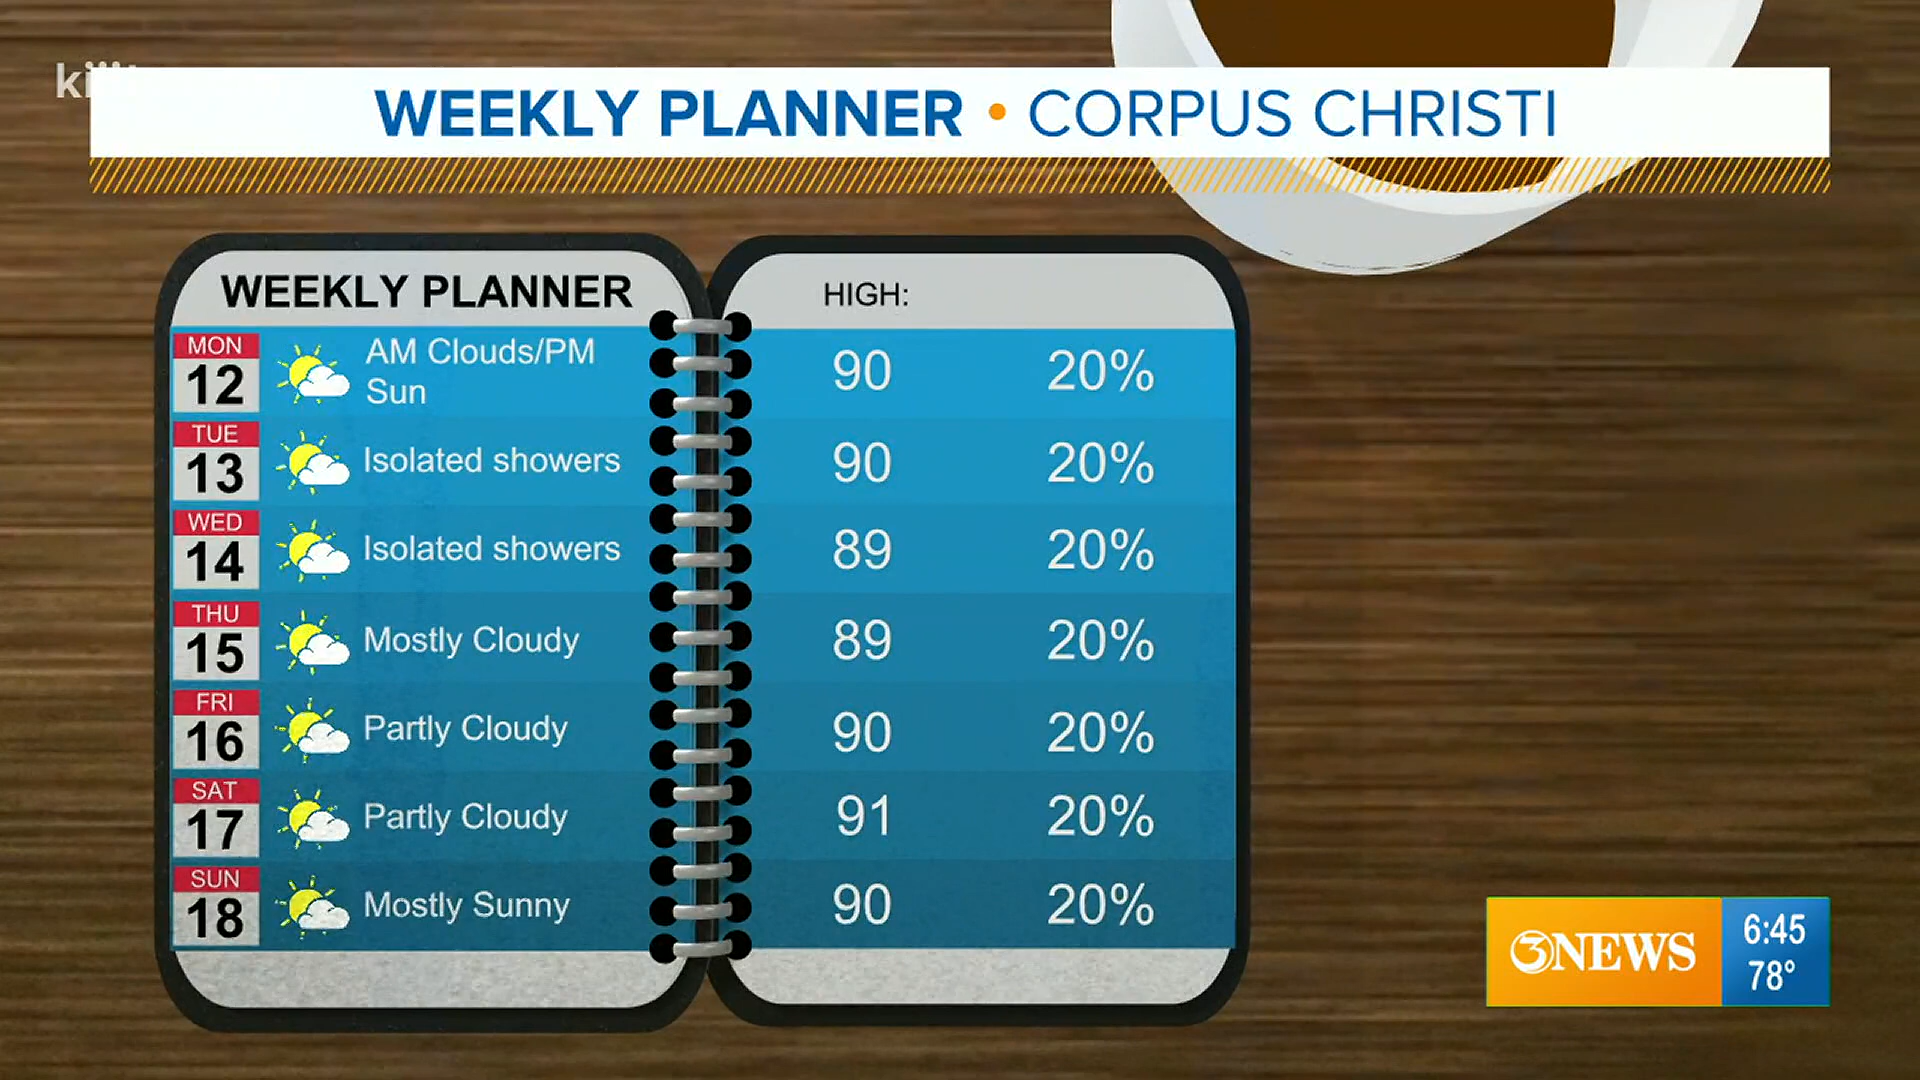 WEEKLY PLANNER • CORPUS CHRISTI
WEEKLY PLANNER
HIGH:
MON
12
AM Clouds/PM
Sun
90
20%
TUE
13
Isolated showers
90
20%
WED
14
Isolated showers
89
20%
THU
15
Mostly Cloudy
89
20%
FRI
16
Partly Cloudy
90
20%
SAT
17
Partly Cloudy
91
20%
SUN
18
Mostly Sunny
90
20%
3NEWS
6:45
78°